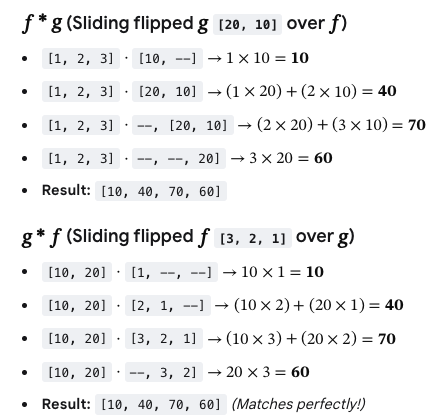 f * g (Sliding flipped g [20, 10] over f)
• [1, 2, 3] · [10, --] → 1 × 10 = 10
• [1, 2, 3] · [20, 10] → (1 × 20) + (2 × 10) = 40
• [1, 2, 3] · --, [20, 10] → (2 × 20) + (3 × 10) = 70
• [1, 2, 3] · --, --, 20] → 3 × 20 = 60
• Result: [10, 40, 70, 60]
g * f (Sliding flipped f [3, 2, 1] over g)
• [10, 20] · [1, --, --] → 10 × 1 = 10
• [10, 20] · [2, 1, --] → (10 × 2) + (20 × 1) = 40
• [10, 20] · [3, 2, 1] → (10 × 3) + (20 × 2) = 70
• [10, 20] · --, 3, 2] → 20 × 3 = 60
• Result: [10, 40, 70, 60] (Matches perfectly!)